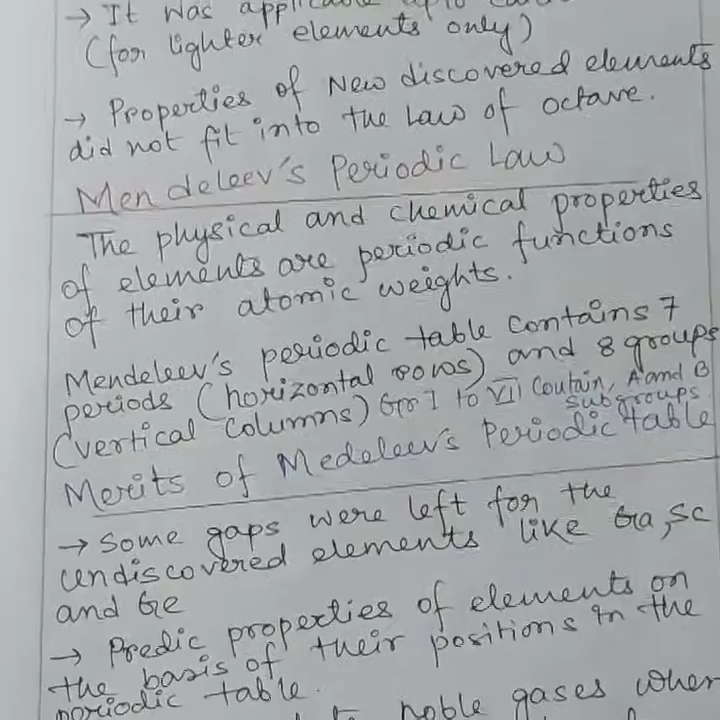 → It was
(for lighter elements only)
→ Properties of New discovered elements
did not fit into the Law of octave.
Mendeleev's Periodic Law
The physical and chemical properties
of elements are periodic functions
of their atomic weights.
Mendeleev's periodic table contains 7
periods (horizontal rows) and 8 groups
(vertical columns) Gpr I to VII Contain, A and B
subgroups
Merits of Medeleev's Periodic table
→ Some gaps were left for the
undiscovered elements like Ga, Sc
and Ge
→ Predic properties of elements on
the basis of their positions in the
periodic table.
noble gases when